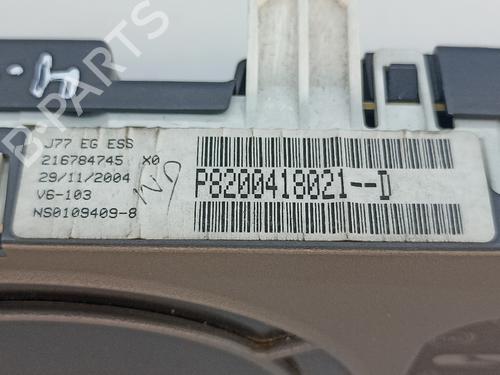 J77 EG ESS
216784745 X0
29/11/2004
V6-103
NS0109409-8
P8200418021--D
B-PARTS